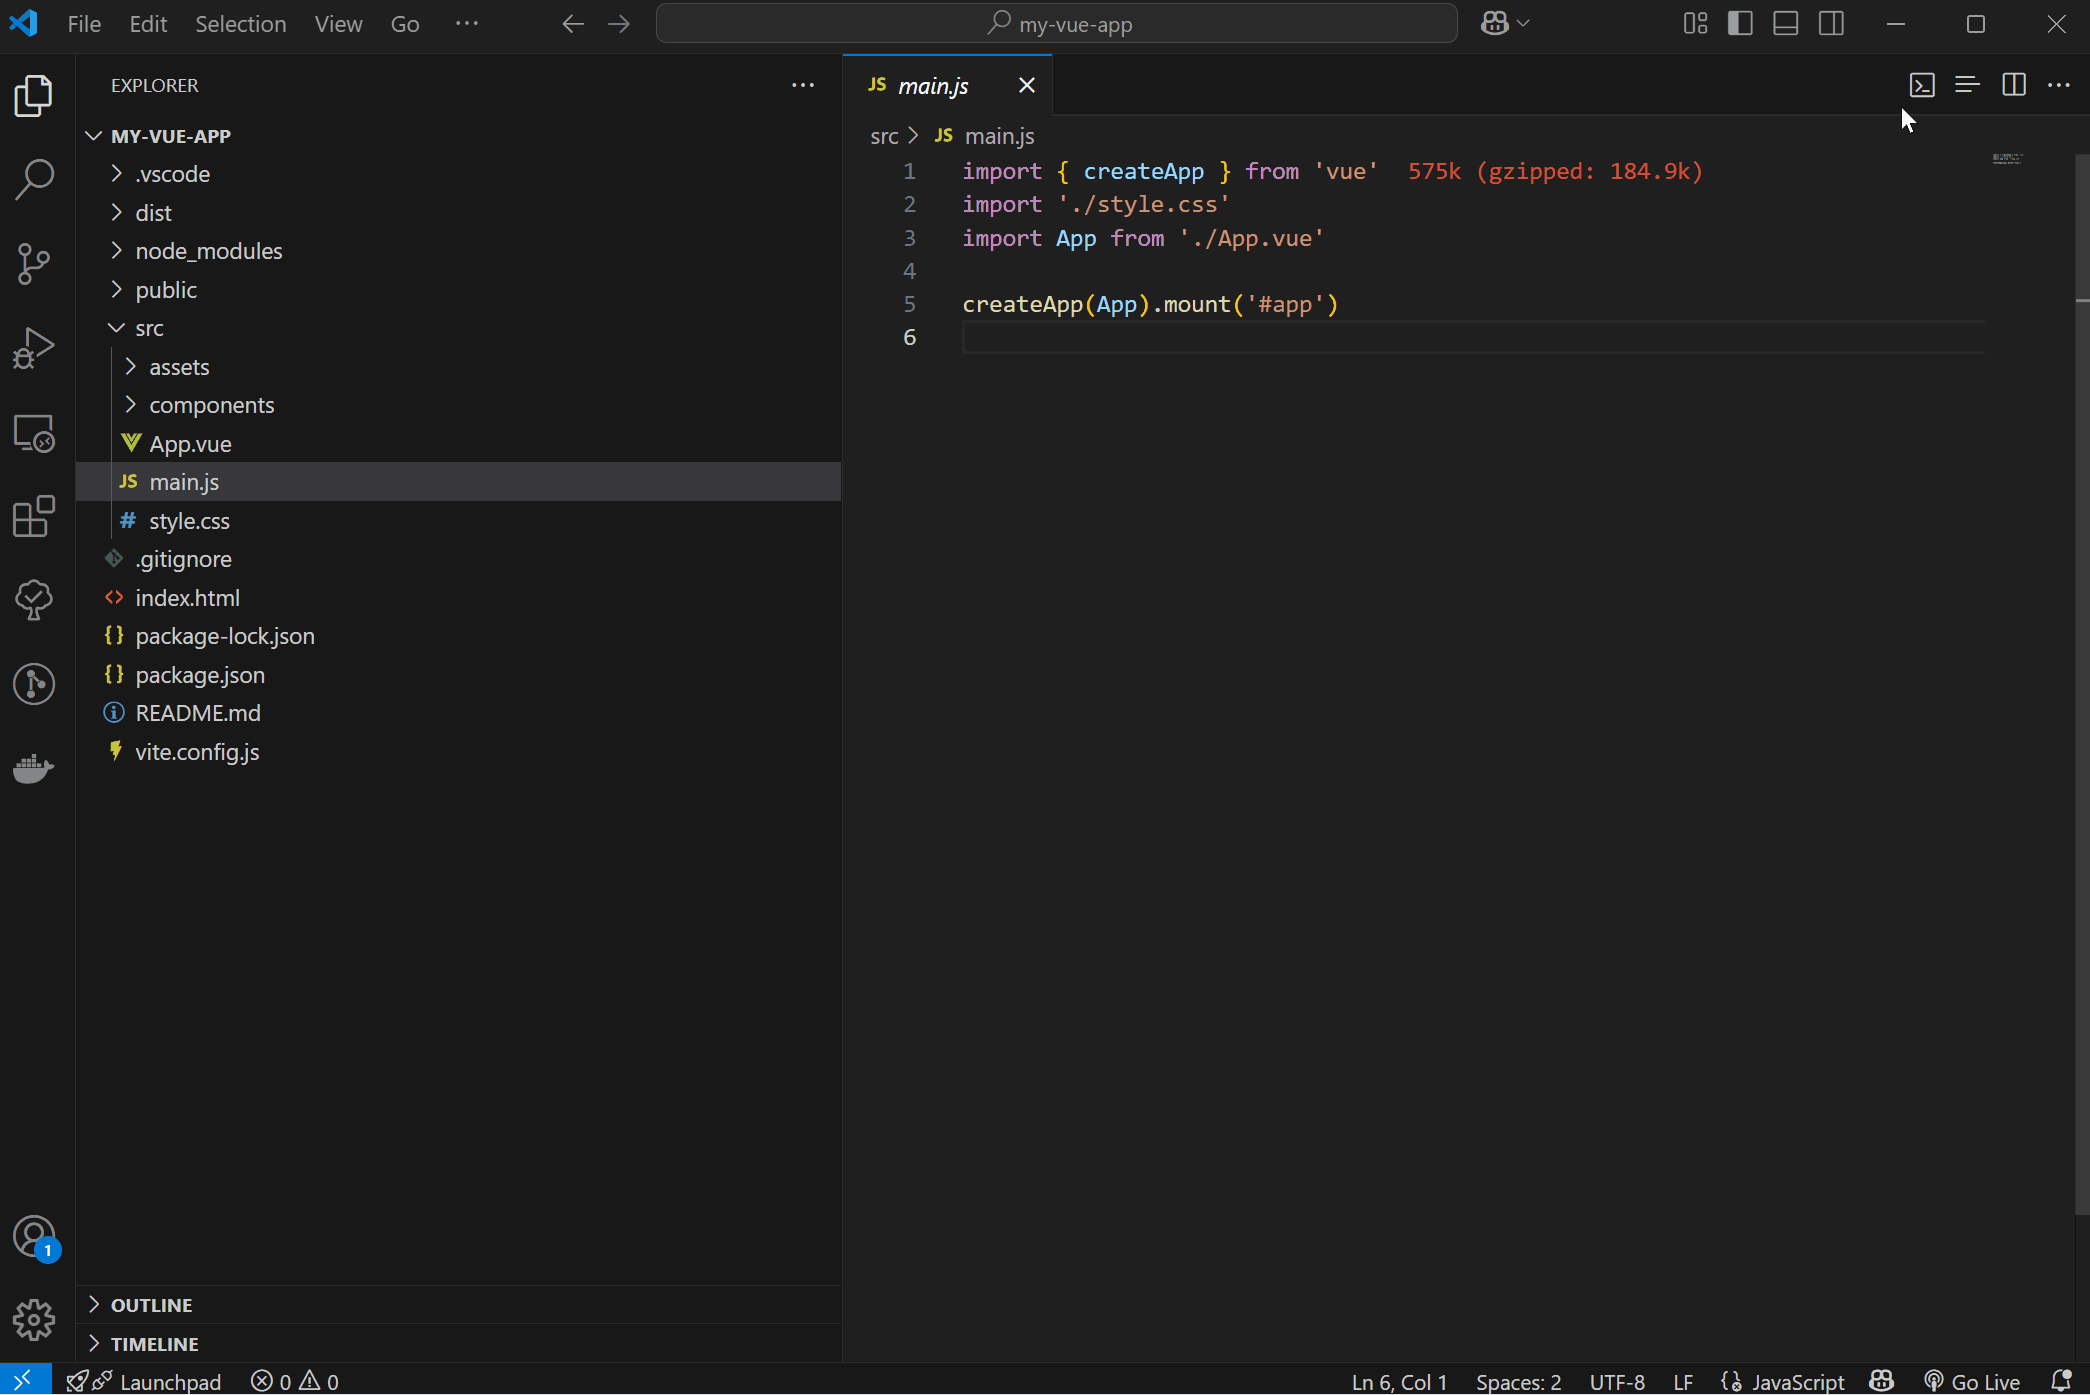 File Edit Selection View Go ··· my-vue-app
EXPLORER
MY-VUE-APP
.vscode
dist
node_modules
public
src
assets
components
App.vue
JS main.js
# style.css
.gitignore
<> index.html
{} package-lock.json
{} package.json
README.md
vite.config.js
OUTLINE
TIMELINE
1
JS main.js
src > JS main.js
1 import { createApp } from 'vue' 575k (gzipped: 184.9k)
2 import './style.css'
3 import App from './App.vue'
4
5 createApp(App).mount('#app')
6
Launchpad 0 0 Ln 6, Col 1 Spaces: 2 UTF-8 LF JavaScript Go Live